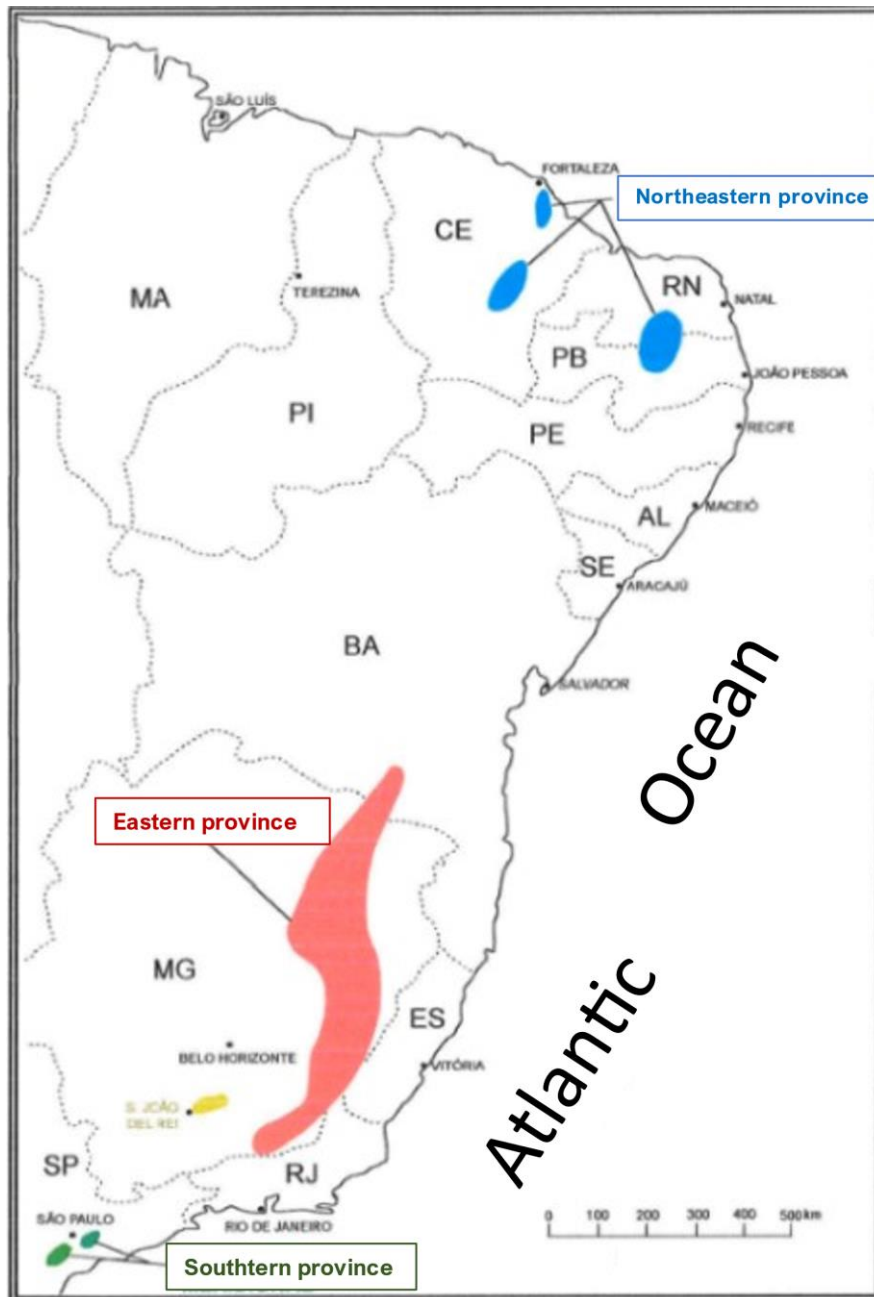 SÃO LUÍS
FORTALEZA
Northeastern province
CE
RN
MA
TEREZINA
NATAL
PB
JOÃO PESSOA
PI
PE
RECIFE
AL
MACEIÓ
SE
ARACAJÚ
BA
SALVADOR
Ocean
Eastern province
MG
ES
Atlantic
BELO HORIZONTE
VITÓRIA
S. JOÃO
DEL REI
SP
RJ
SÃO PAULO
RIO DE JANEIRO
0 100 200 300 400 500 km
Southtern province